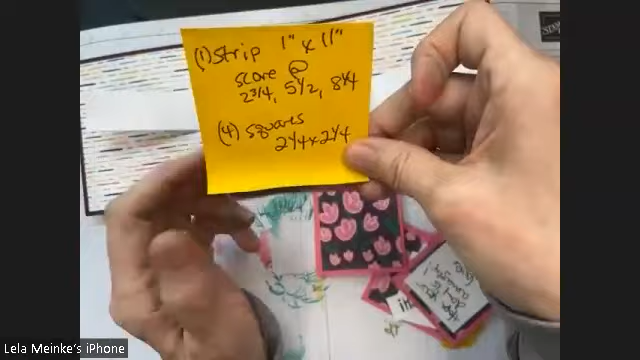 (1) Strip 1" x 11"
score @
2 3/4, 5 1/2, 8 1/4
(4) squares
2 1/4 x 2 1/4
in
Lela Meinke's iPhone